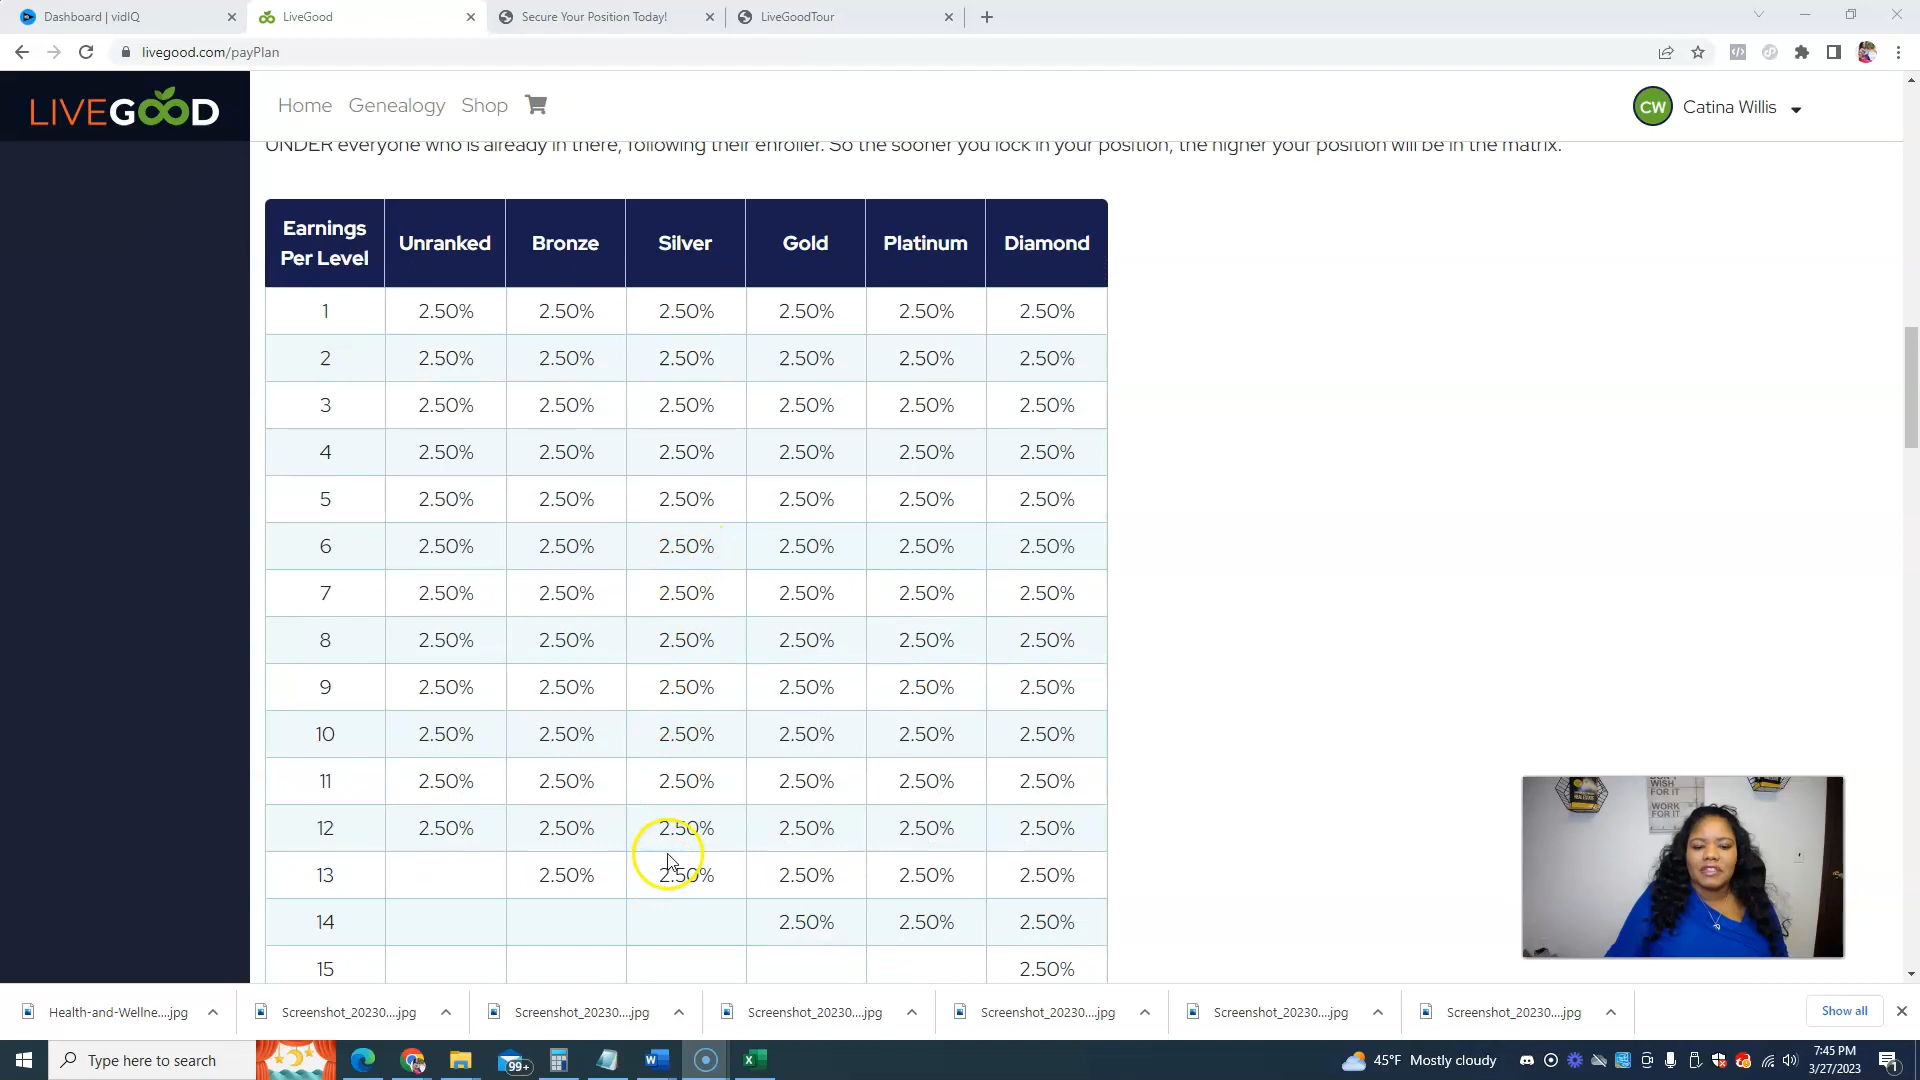 Dashboard | vidIQ
LiveGood
Secure Your Position Today!
LiveGoodTour
livegood.com/payPlan
LIVEGOOD
Home Genealogy Shop
CW Catina Willis
UNDER everyone who is already in there, following their enroller. So the sooner you lock in your position, the higher your position will be in the matrix.
Earnings Per Level Unranked Bronze Silver Gold Platinum Diamond
1 2.50% 2.50% 2.50% 2.50% 2.50% 2.50%
2 2.50% 2.50% 2.50% 2.50% 2.50% 2.50%
3 2.50% 2.50% 2.50% 2.50% 2.50% 2.50%
4 2.50% 2.50% 2.50% 2.50% 2.50% 2.50%
5 2.50% 2.50% 2.50% 2.50% 2.50% 2.50%
6 2.50% 2.50% 2.50% 2.50% 2.50% 2.50%
7 2.50% 2.50% 2.50% 2.50% 2.50% 2.50%
8 2.50% 2.50% 2.50% 2.50% 2.50% 2.50%
9 2.50% 2.50% 2.50% 2.50% 2.50% 2.50%
10 2.50% 2.50% 2.50% 2.50% 2.50% 2.50%
11 2.50% 2.50% 2.50% 2.50% 2.50% 2.50%
12 2.50% 2.50% 2.50% 2.50% 2.50% 2.50%
13 2.50% 2.50% 2.50% 2.50% 2.50%
14 2.50% 2.50% 2.50%
15 2.50%
WISH
FOR IT
WORK
FOR IT
Health-and-Wellne....jpg
Screenshot_20230....jpg
Screenshot_20230....jpg
Screenshot_20230....jpg
Screenshot_20230....jpg
Screenshot_20230....jpg
Screenshot_20230....jpg
Show all
Type here to search
99+
45°F Mostly cloudy
7:45 PM
3/27/2023
1